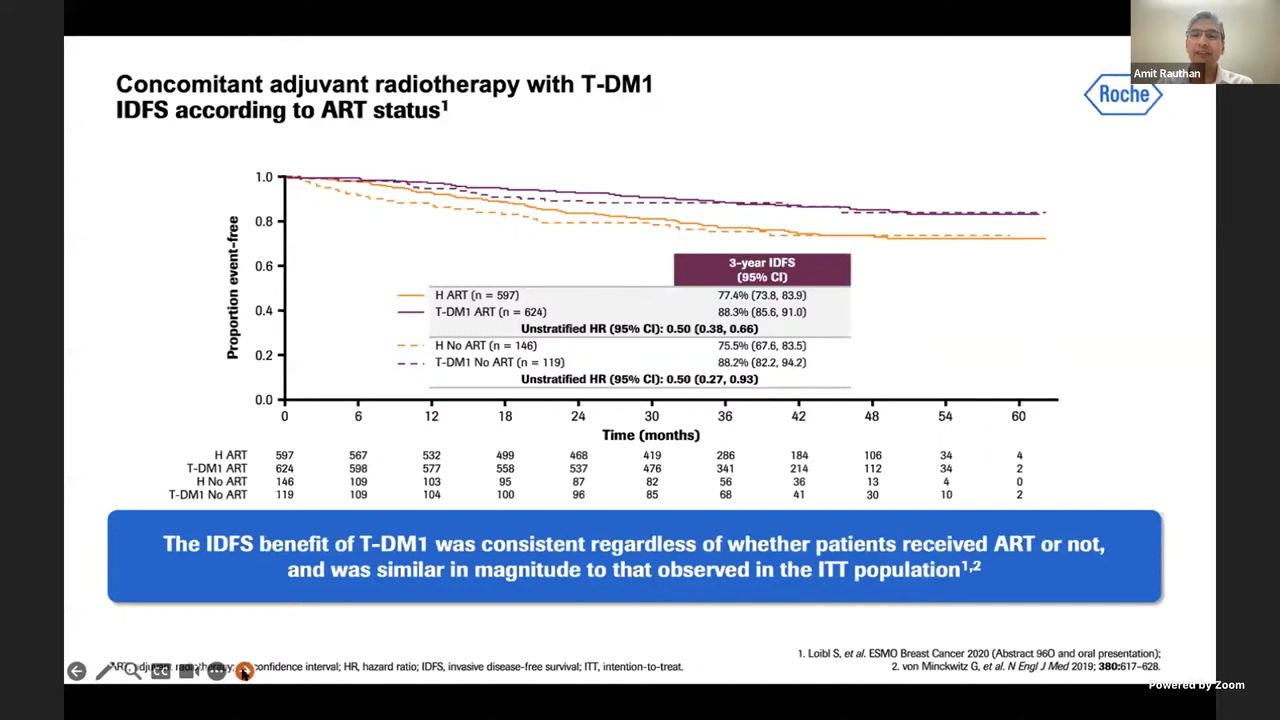 Amit Rauthan
Roche
Concomitant adjuvant radiotherapy with T-DM1
IDFS according to ART status1
Proportion event-free
1.0
0.8
0.6
0.4
0.2
0.0
3-year IDFS
(95% CI)
H ART (n = 597) 77.4% (73.8, 83.9)
T-DM1 ART (n = 624) 88.3% (85.6, 91.0)
Unstratified HR (95% CI): 0.50 (0.38, 0.66)
H No ART (n = 146) 75.5% (67.6, 83.5)
T-DM1 No ART (n = 119) 88.2% (82.2, 94.2)
Unstratified HR (95% CI): 0.50 (0.27, 0.93)
0 6 12 18 24 30 36 42 48 54 60
Time (months)
H ART 597 567 532 499 468 419 286 184 106 34 4
T-DM1 ART 624 598 577 558 537 476 341 214 112 34 2
H No ART 146 109 103 95 87 82 56 36 13 4 0
T-DM1 No ART 119 109 104 100 96 85 68 41 30 10 2
The IDFS benefit of T-DM1 was consistent regardless of whether patients received ART or not,
and was similar in magnitude to that observed in the ITT population1,2
ART, adjuvant radiotherapy; confidence interval; HR, hazard ratio; IDFS, invasive disease-free survival; ITT, intention-to-treat.
1. Loibl S, et al. ESMO Breast Cancer 2020 (Abstract 96O and oral presentation);
2. von Minckwitz G, et al. N Engl J Med 2019; 380:617–628.
Powered by Zoom